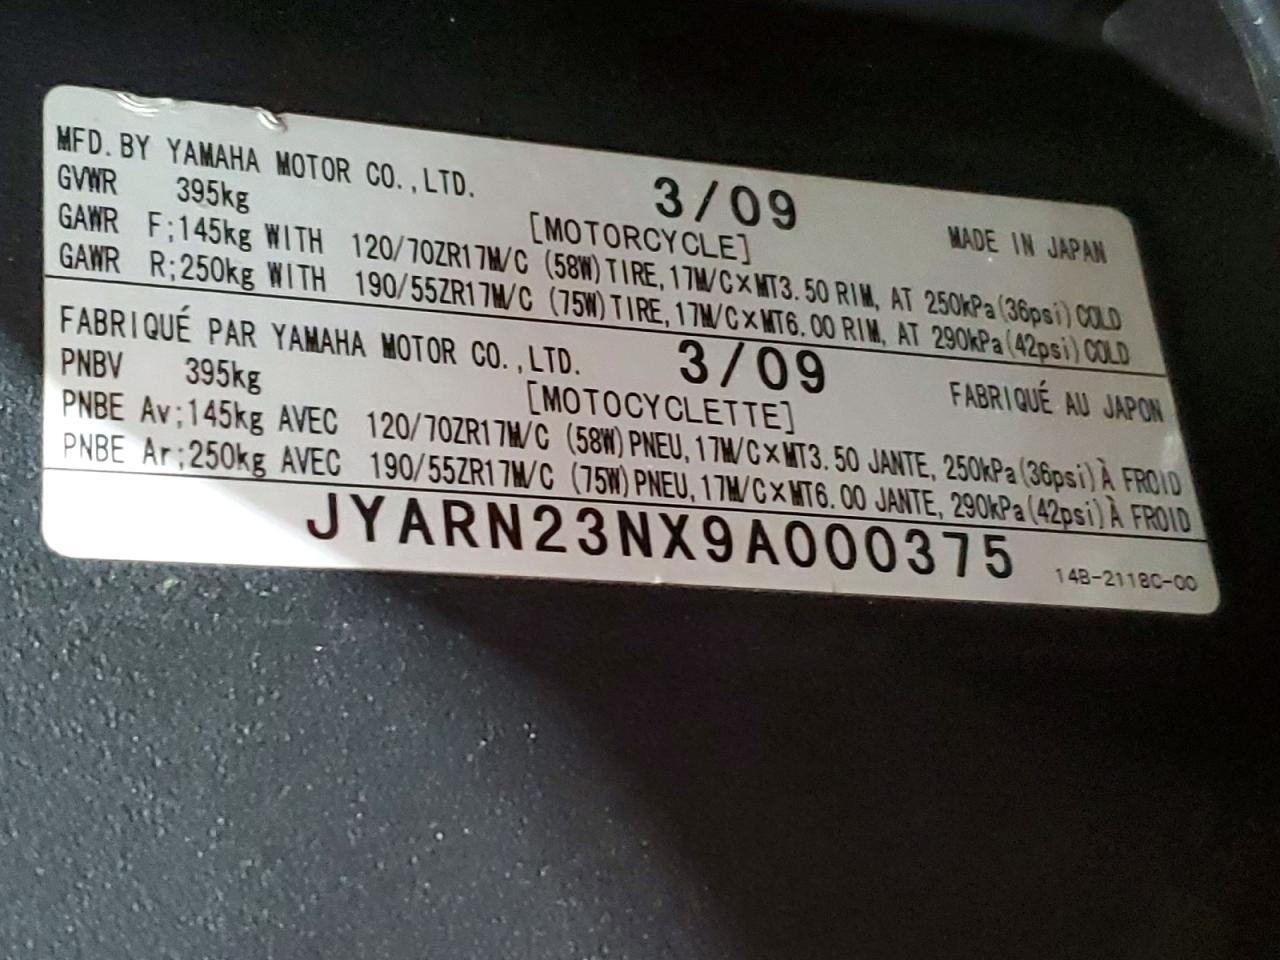 MFD. BY YAMAHA MOTOR CO., LTD. 3/09 MADE IN JAPAN
GVWR 395kg [MOTORCYCLE]
GAWR F;145kg WITH 120/70ZR17M/C (58W) TIRE, 17M/C×MT3.50 RIM, AT 250kPa(36psi) COLD
GAWR R;250kg WITH 190/55ZR17M/C (75W) TIRE, 17M/C×MT6.00 RIM, AT 290kPa(42psi) COLD
FABRIQUÉ PAR YAMAHA MOTOR CO., LTD. 3/09 FABRIQUÉ AU JAPON
PNBV 395kg [MOTOCYCLETTE]
PNBE Av;145kg AVEC 120/70ZR17M/C (58W) PNEU, 17M/C×MT3.50 JANTE, 250kPa(36psi) À FROID
PNBE Ar;250kg AVEC 190/55ZR17M/C (75W) PNEU, 17M/C×MT6.00 JANTE, 290kPa(42psi) À FROID
JYARN23NX9A000375 14B-2118C-00